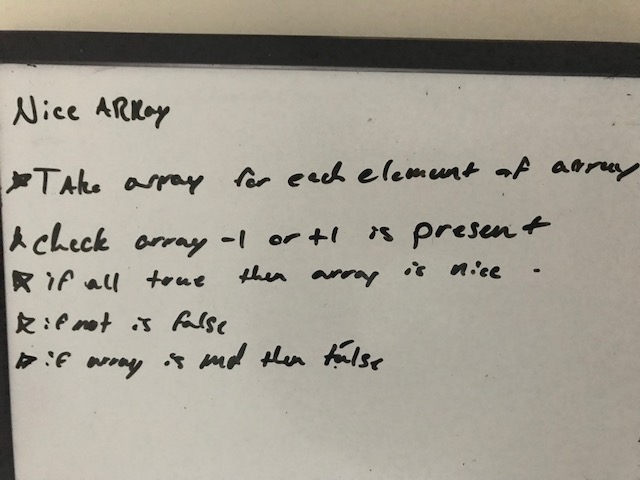 Nice ARRay
* Take array for each element of array
* check array -1 or +1 is present
* if all true then array is nice.
* if not is false
* if array is then false